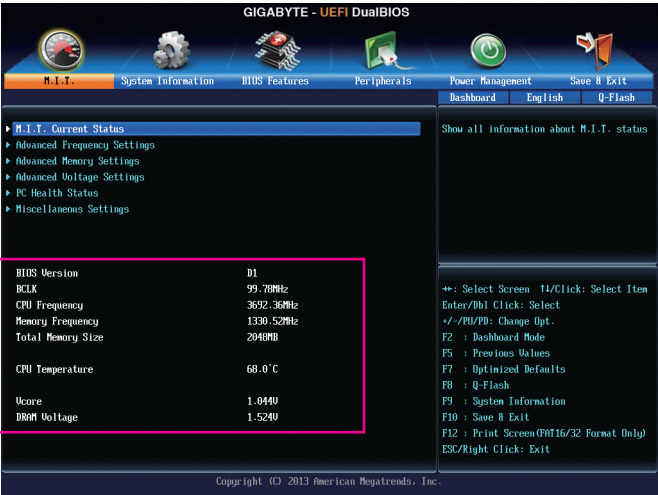 GIGABYTE - UEFI DualBIOS
M.I.T. System Information BIOS Features Peripherals Power Management Save & Exit
Dashboard English Q-Flash
M.I.T. Current Status
Advanced Frequency Settings
Advanced Memory Settings
Advanced Voltage Settings
PC Health Status
Miscellaneous Settings
Show all information about M.I.T. status
BIOS Version D1
BCLK 99.78MHz
CPU Frequency 3692.36MHz
Memory Frequency 1330.52MHz
Total Memory Size 2048MB
CPU Temperature 68.0°C
Vcore 1.044V
DRAM Voltage 1.524V
↔: Select Screen ↑↓/Click: Select Item
Enter/Dbl Click: Select
+/-/PU/PD: Change Opt.
F2 : Dashboard Mode
F5 : Previous Values
F7 : Optimized Defaults
F8 : Q-Flash
F9 : System Information
F10 : Save & Exit
F12 : Print Screen(FAT16/32 Format Only)
ESC/Right Click: Exit
Copyright (C) 2013 American Megatrends, Inc.